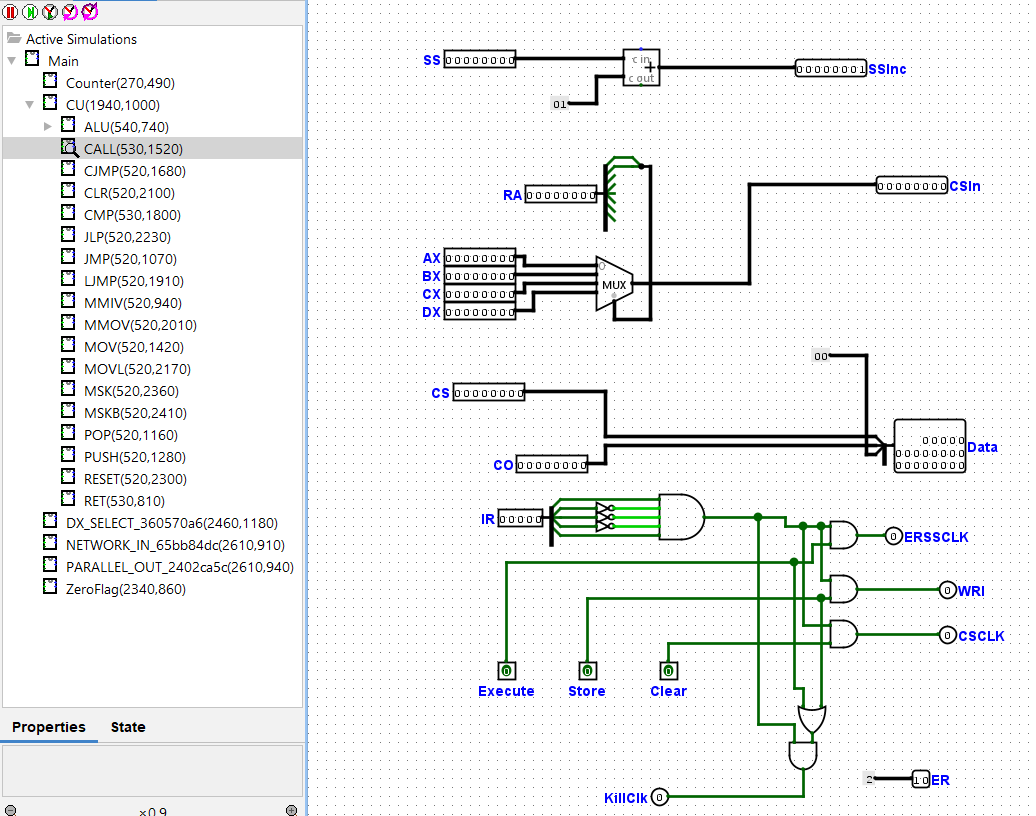 Active Simulations
Main
Counter(270,490)
CU(1940,1000)
ALU(540,740)
CALL(530,1520)
CJMP(520,1680)
CLR(520,2100)
CMP(530,1800)
JLP(520,2230)
JMP(520,1070)
LJMP(520,1910)
MMIV(520,940)
MMOV(520,2010)
MOV(520,1420)
MOVL(520,2170)
MSK(520,2360)
MSKB(520,2410)
POP(520,1160)
PUSH(520,1280)
RESET(520,2300)
RET(530,810)
DX_SELECT_360570a6(2460,1180)
NETWORK_IN_65bb84dc(2610,910)
PARALLEL_OUT_2402ca5c(2610,940)
ZeroFlag(2340,860)
Properties State
×0.9
SS 00000000
c in
+
c out
00000001 SSInc
01
RA 00000000
00000000 CSIn
AX 00000000
BX 00000000
CX 00000000
DX 00000000
0
MUX
00
CS 00000000
CO 00000000
00000
00000000
00000000
Data
IR 00000
0 ERSSCLK
0 WRI
0 CSCLK
0 0 0
Execute Store Clear
2 10 ER
KillClk 0